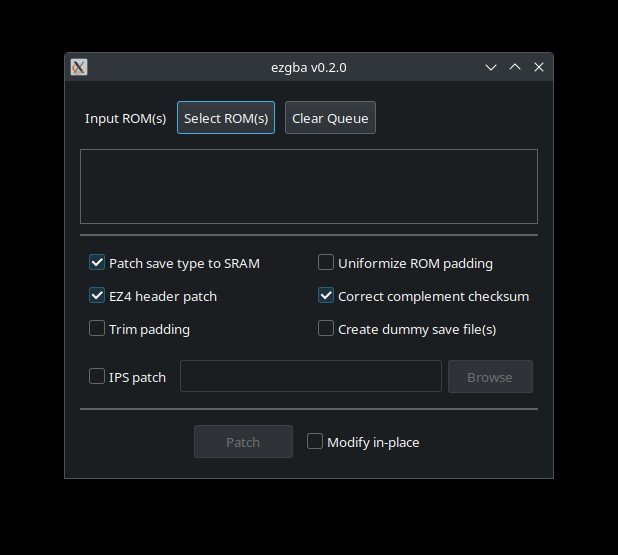 ezgba v0.2.0
Input ROM(s) Select ROM(s) Clear Queue
Patch save type to SRAM Uniformize ROM padding
EZ4 header patch Correct complement checksum
Trim padding Create dummy save file(s)
IPS patch Browse
Patch Modify in-place